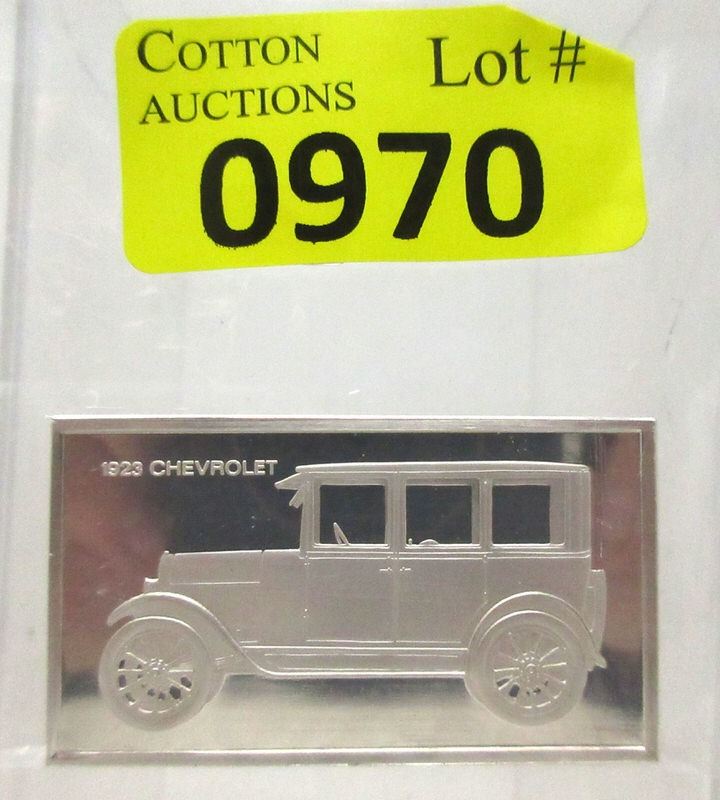 COTTON
AUCTIONS
Lot #
0970
1923 CHEVROLET